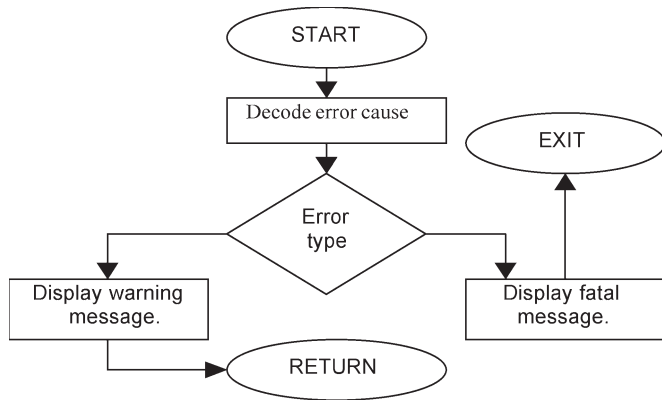 START
Decode error cause
EXIT
Error
type
Display warning
message.
Display fatal
message.
RETURN